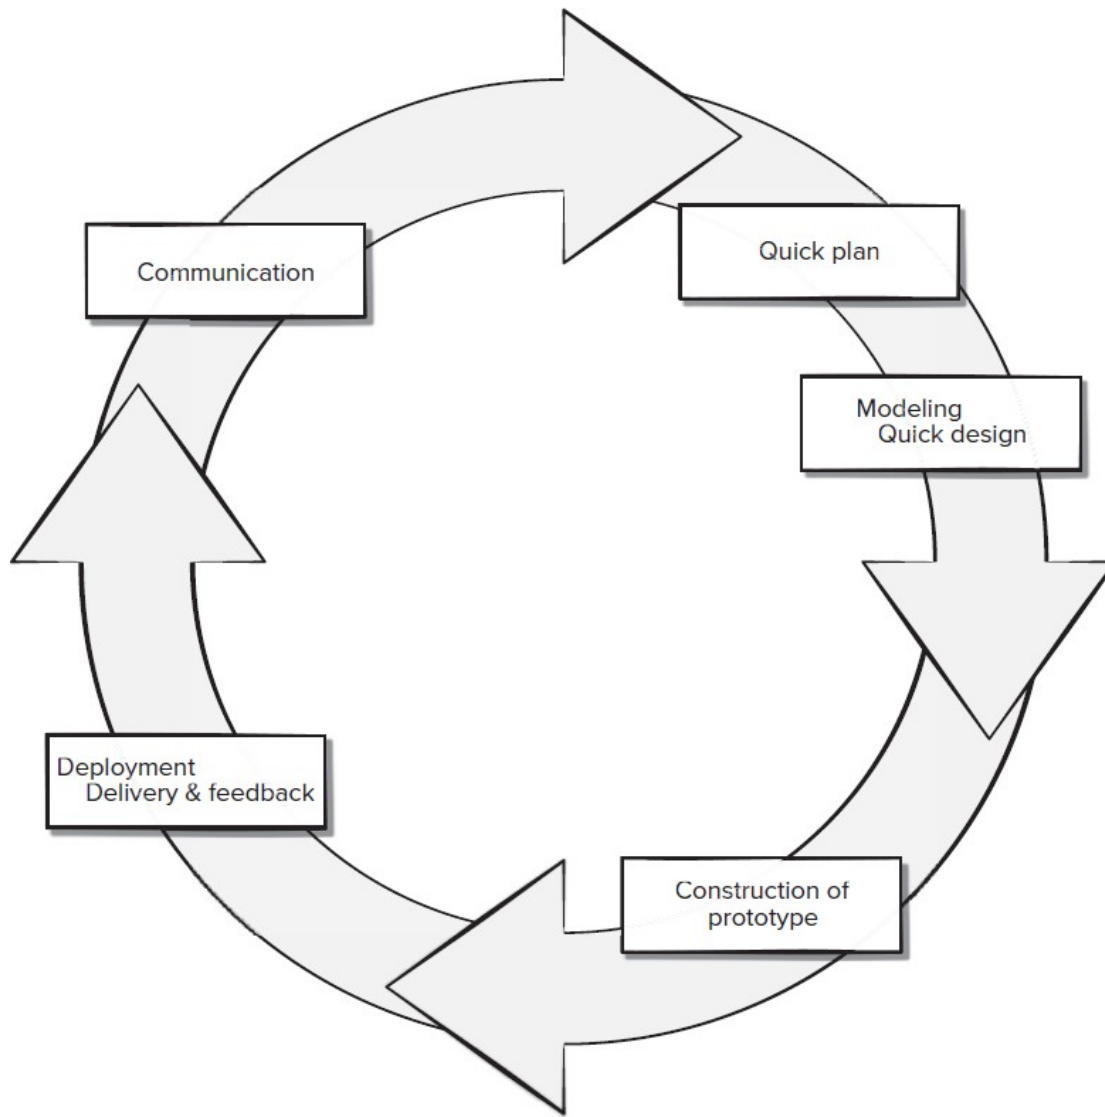 Communication
Quick plan
Modeling
Quick design
Construction of
prototype
Deployment
Delivery & feedback